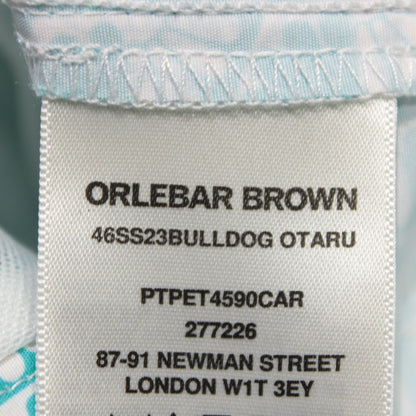 ORLEBAR BROWN
46SS23BULLDOG OTARU
PTPET4590CAR
277226
87-91 NEWMAN STREET
LONDON W1T 3EY